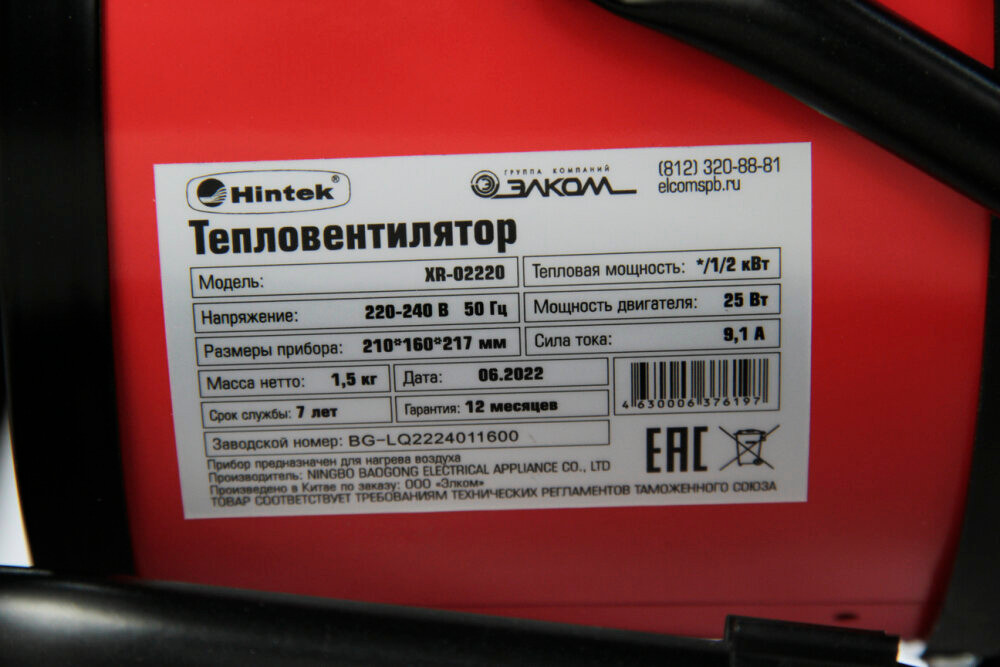 Hintek®
ГРУППА КОМПАНИЙ
ЭЛКОМ
(812) 320-88-81
elcomspb.ru
Тепловентилятор
Модель: XR-02220
Тепловая мощность: */1/2 кВт
Напряжение: 220-240 В 50 Гц
Мощность двигателя: 25 Вт
Размеры прибора: 210*160*217 мм
Сила тока: 9,1 А
Масса нетто: 1,5 кг
Дата: 06.2022
Срок службы: 7 лет
Гарантия: 12 месяцев
4 630006 376197
Заводской номер: BG-LQ2224011600
EAC
Прибор предназначен для нагрева воздуха
Производитель: NINGBO BAOGONG ELECTRICAL APPLIANCE CO., LTD
Произведено в Китае по заказу: ООО «Элком»
ТОВАР СООТВЕТСТВУЕТ ТРЕБОВАНИЯМ ТЕХНИЧЕСКИХ РЕГЛАМЕНТОВ ТАМОЖЕННОГО СОЮЗА